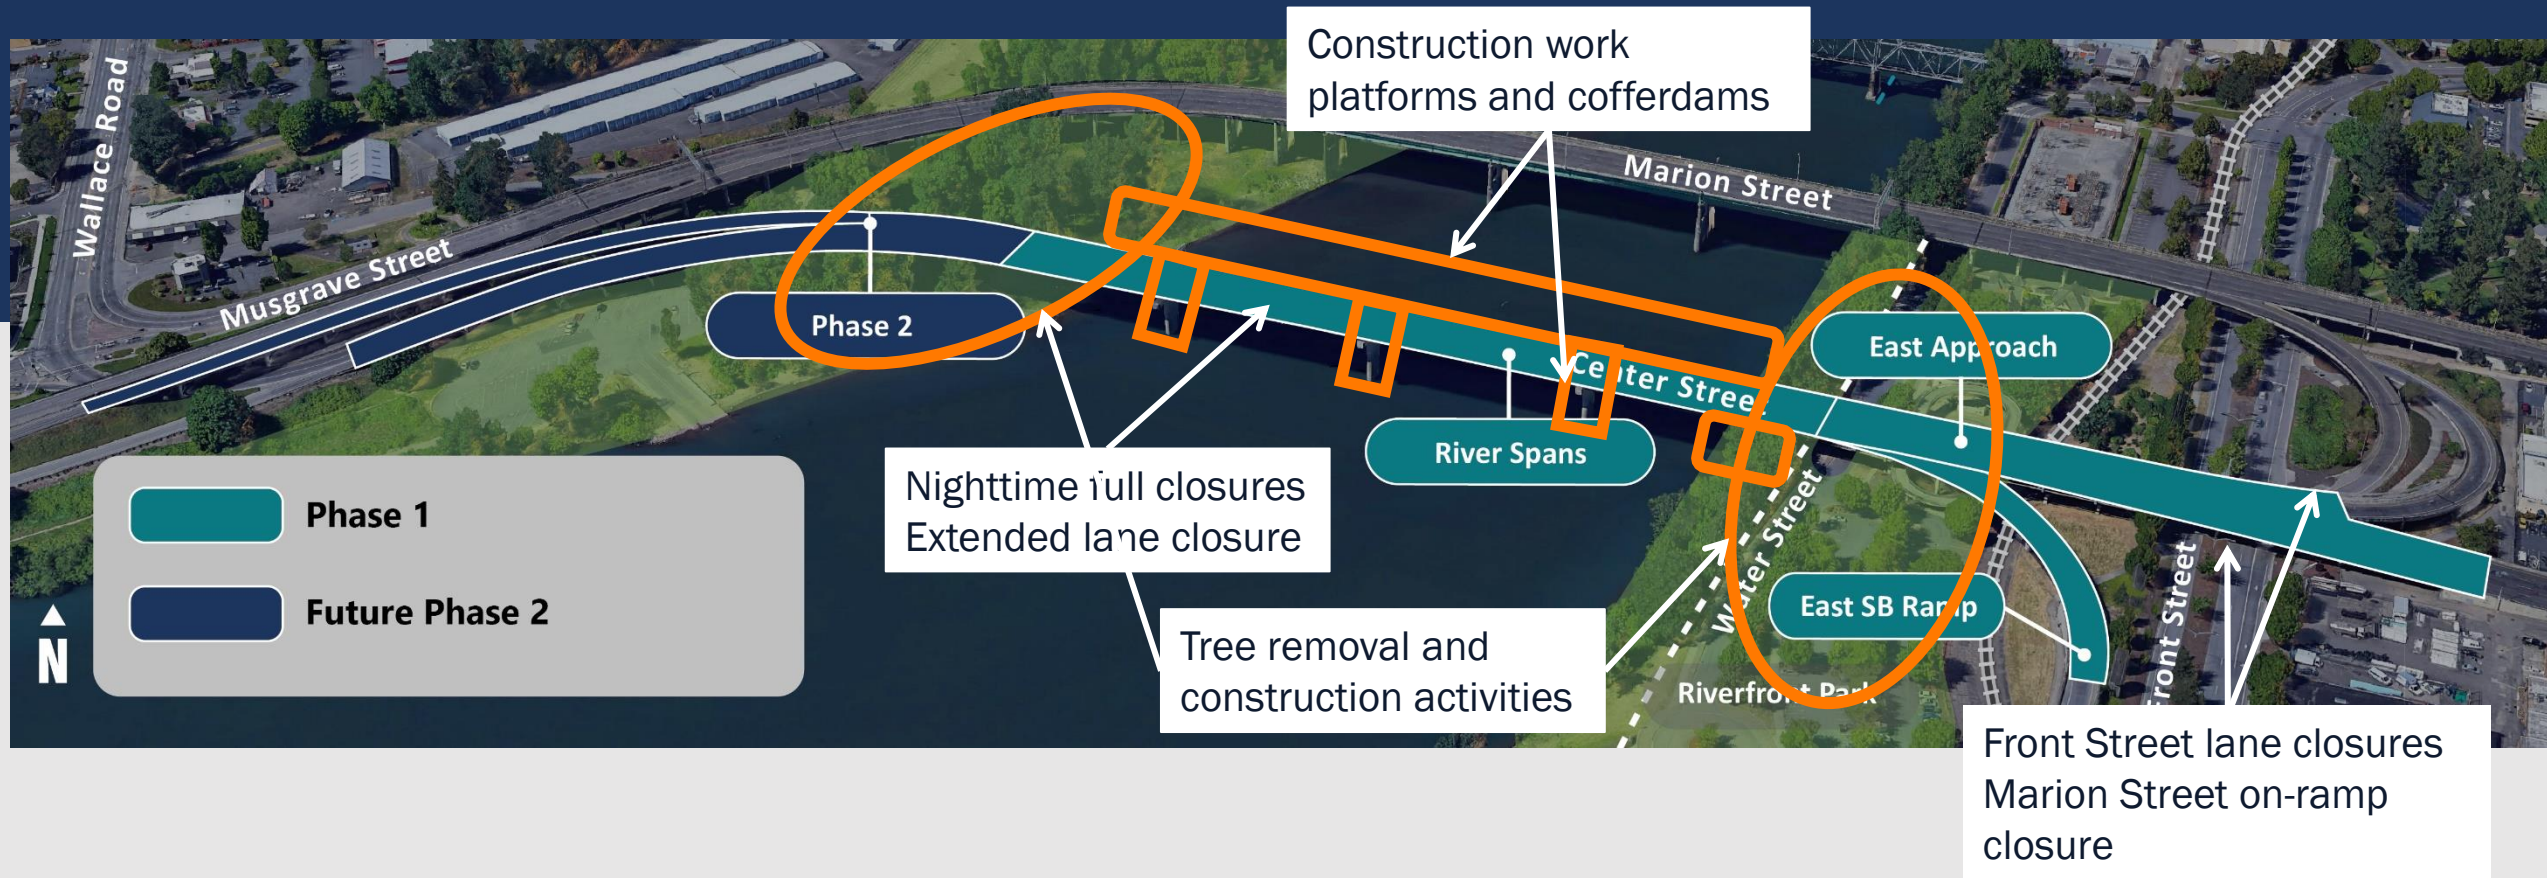 Construction work
platforms and cofferdams
Wallace Road
Marion Street
Musgrave Street
Phase 2
East Approach
Center Street
River Spans
Nighttime full closures
Extended lane closure
Water Street
Phase 1
Future Phase 2
East SB Ramp
Front Street
N
Tree removal and
construction activities
Riverfront Park
Front Street lane closures
Marion Street on-ramp
closure